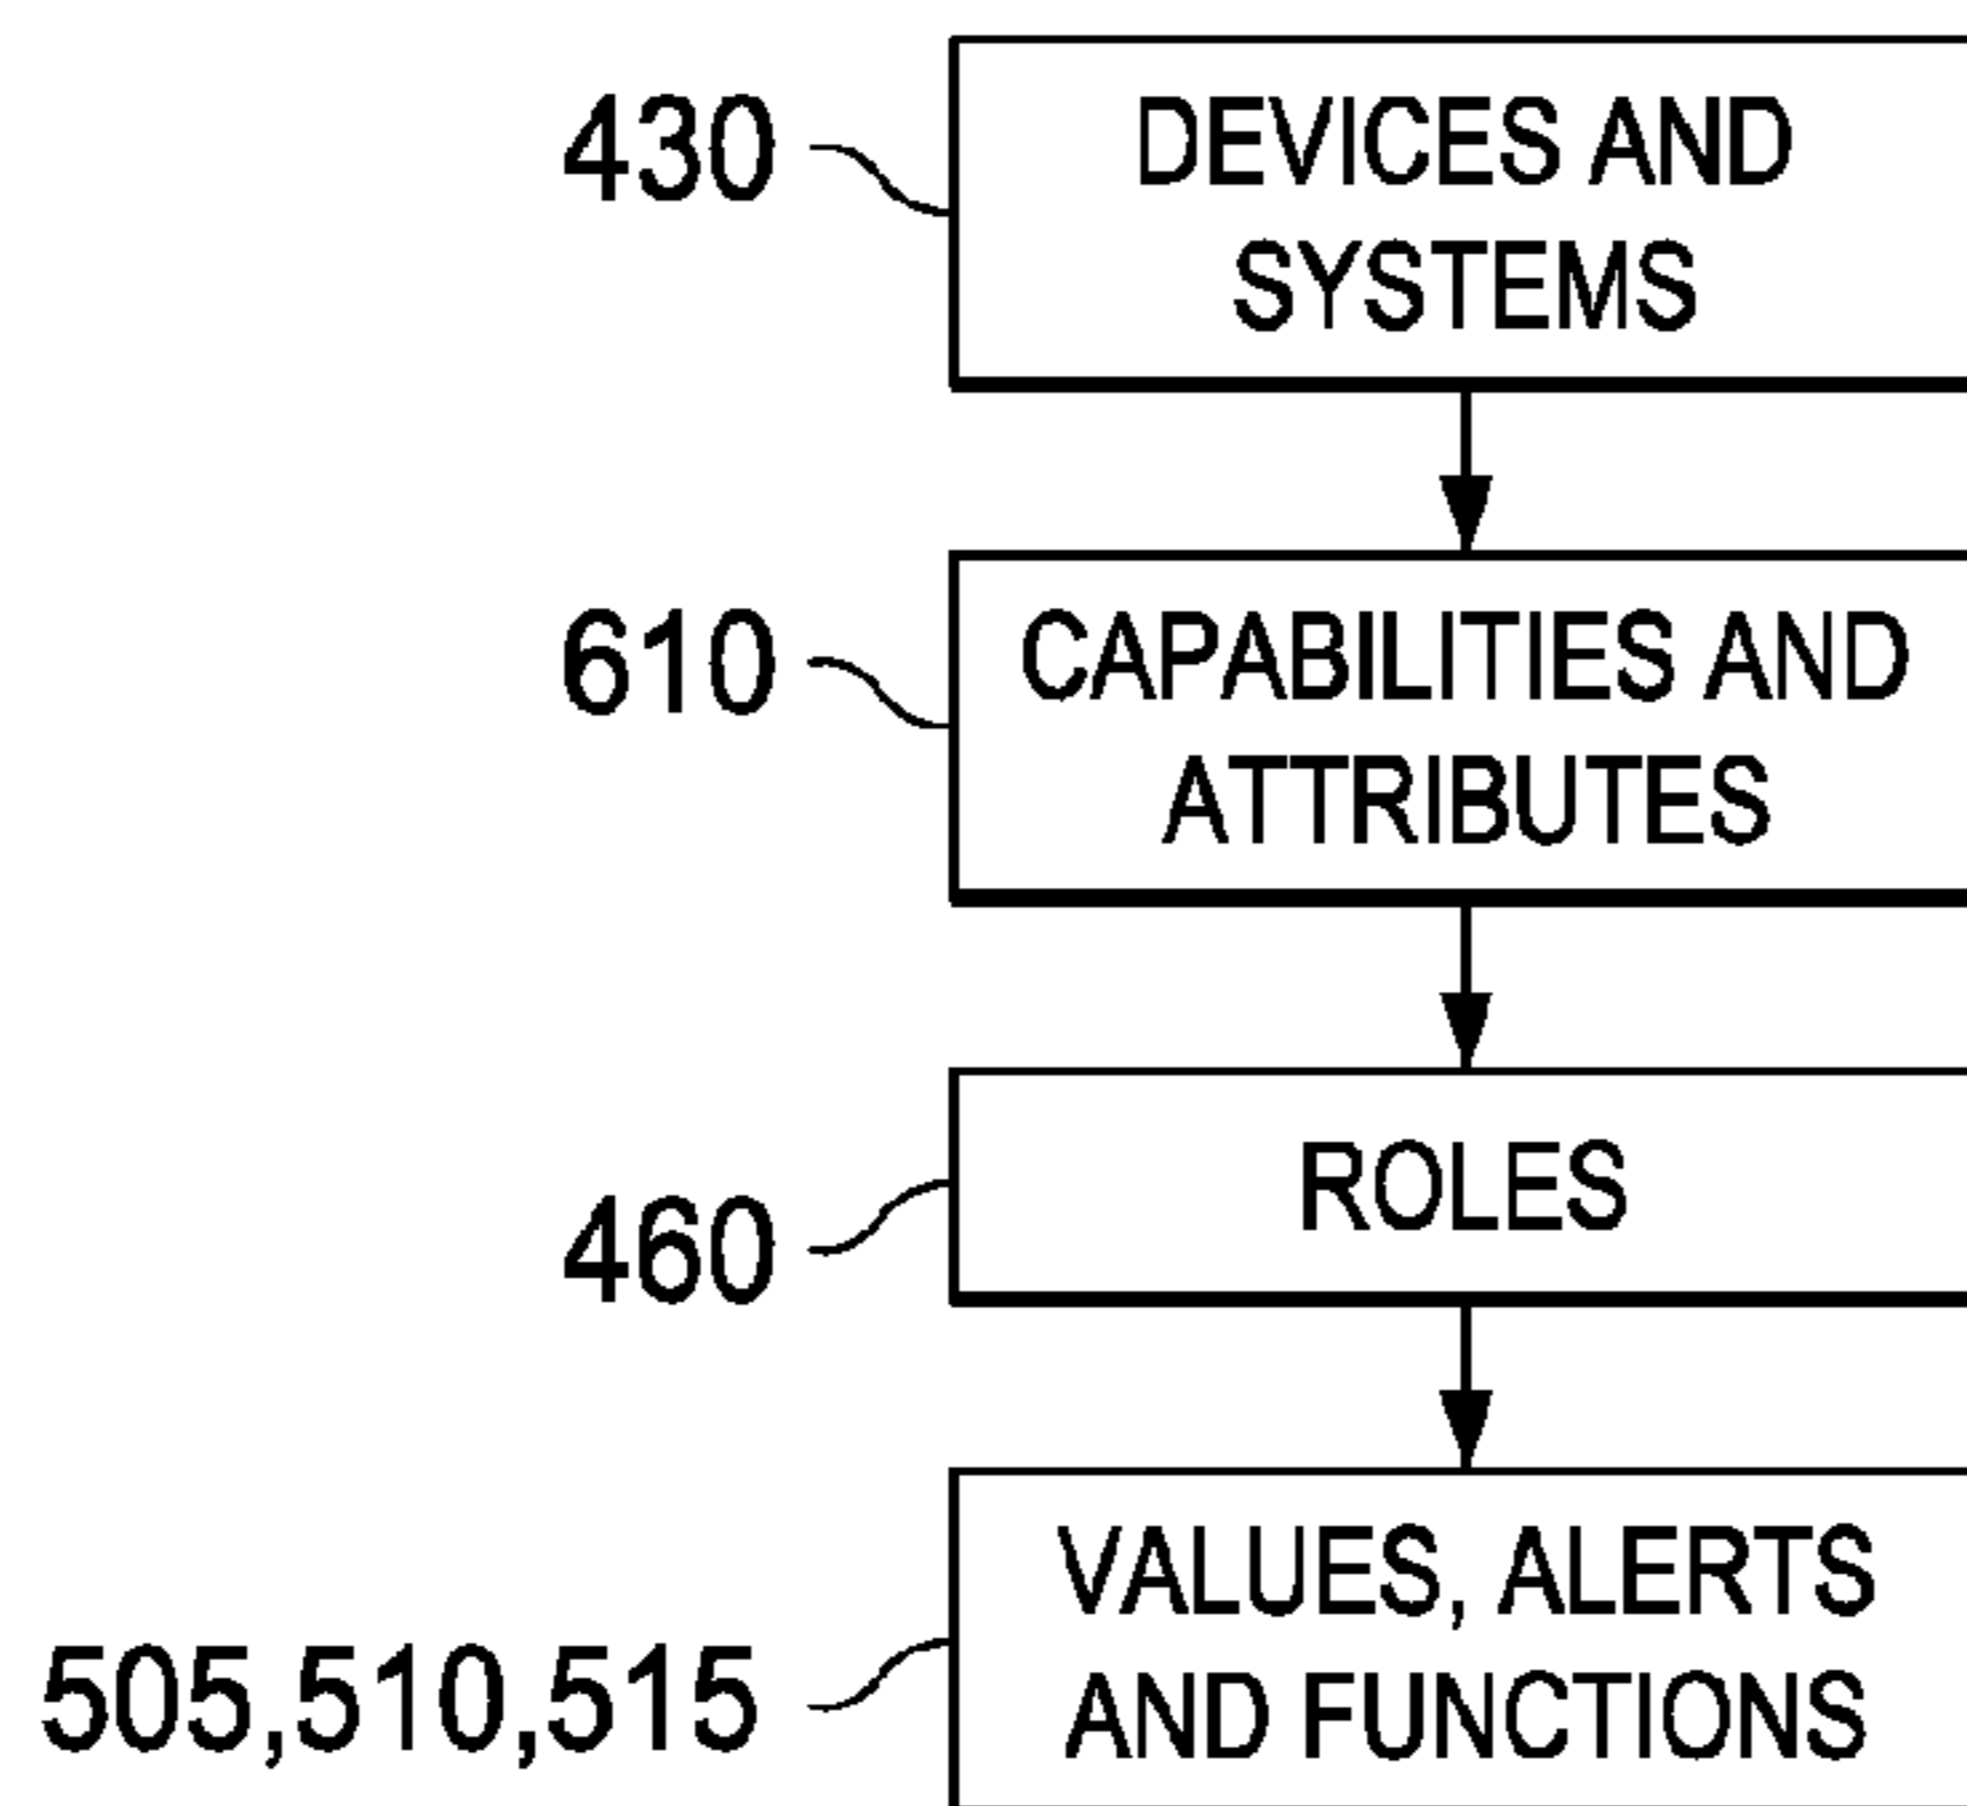 430
DEVICES AND
SYSTEMS
610
CAPABILITIES AND
ATTRIBUTES
460
ROLES
505,510,515
VALUES, ALERTS
AND FUNCTIONS